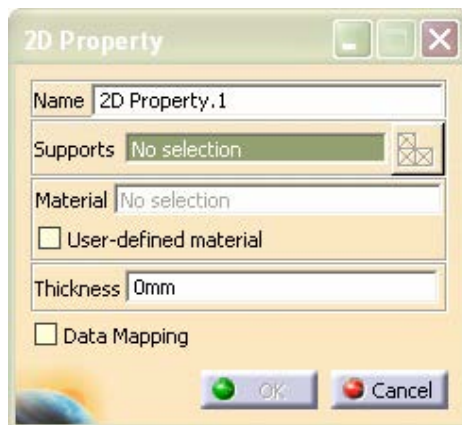 2D Property
Name 2D Property.1
Supports No selection
Material No selection
User-defined material
Thickness 0mm
Data Mapping
OK Cancel